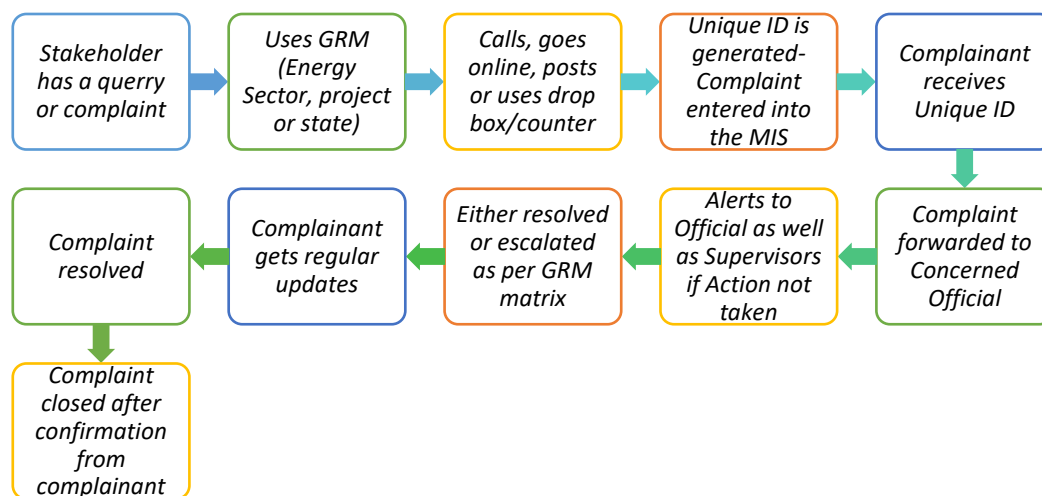 Stakeholder
has a querry
or complaint
Uses GRM
(Energy
Sector, project
or state)
Calls, goes
online, posts
or uses drop
box/counter
Unique ID is
generated-
Complaint
entered into
the MIS
Complainant
receives
Unique ID
Complaint
forwarded to
Concerned
Official
Alerts to
Official as well
as Supervisors
if Action not
taken
Either resolved
or escalated
as per GRM
matrix
Complainant
gets regular
updates
Complaint
resolved
Complaint
closed after
confirmation
from
complainant